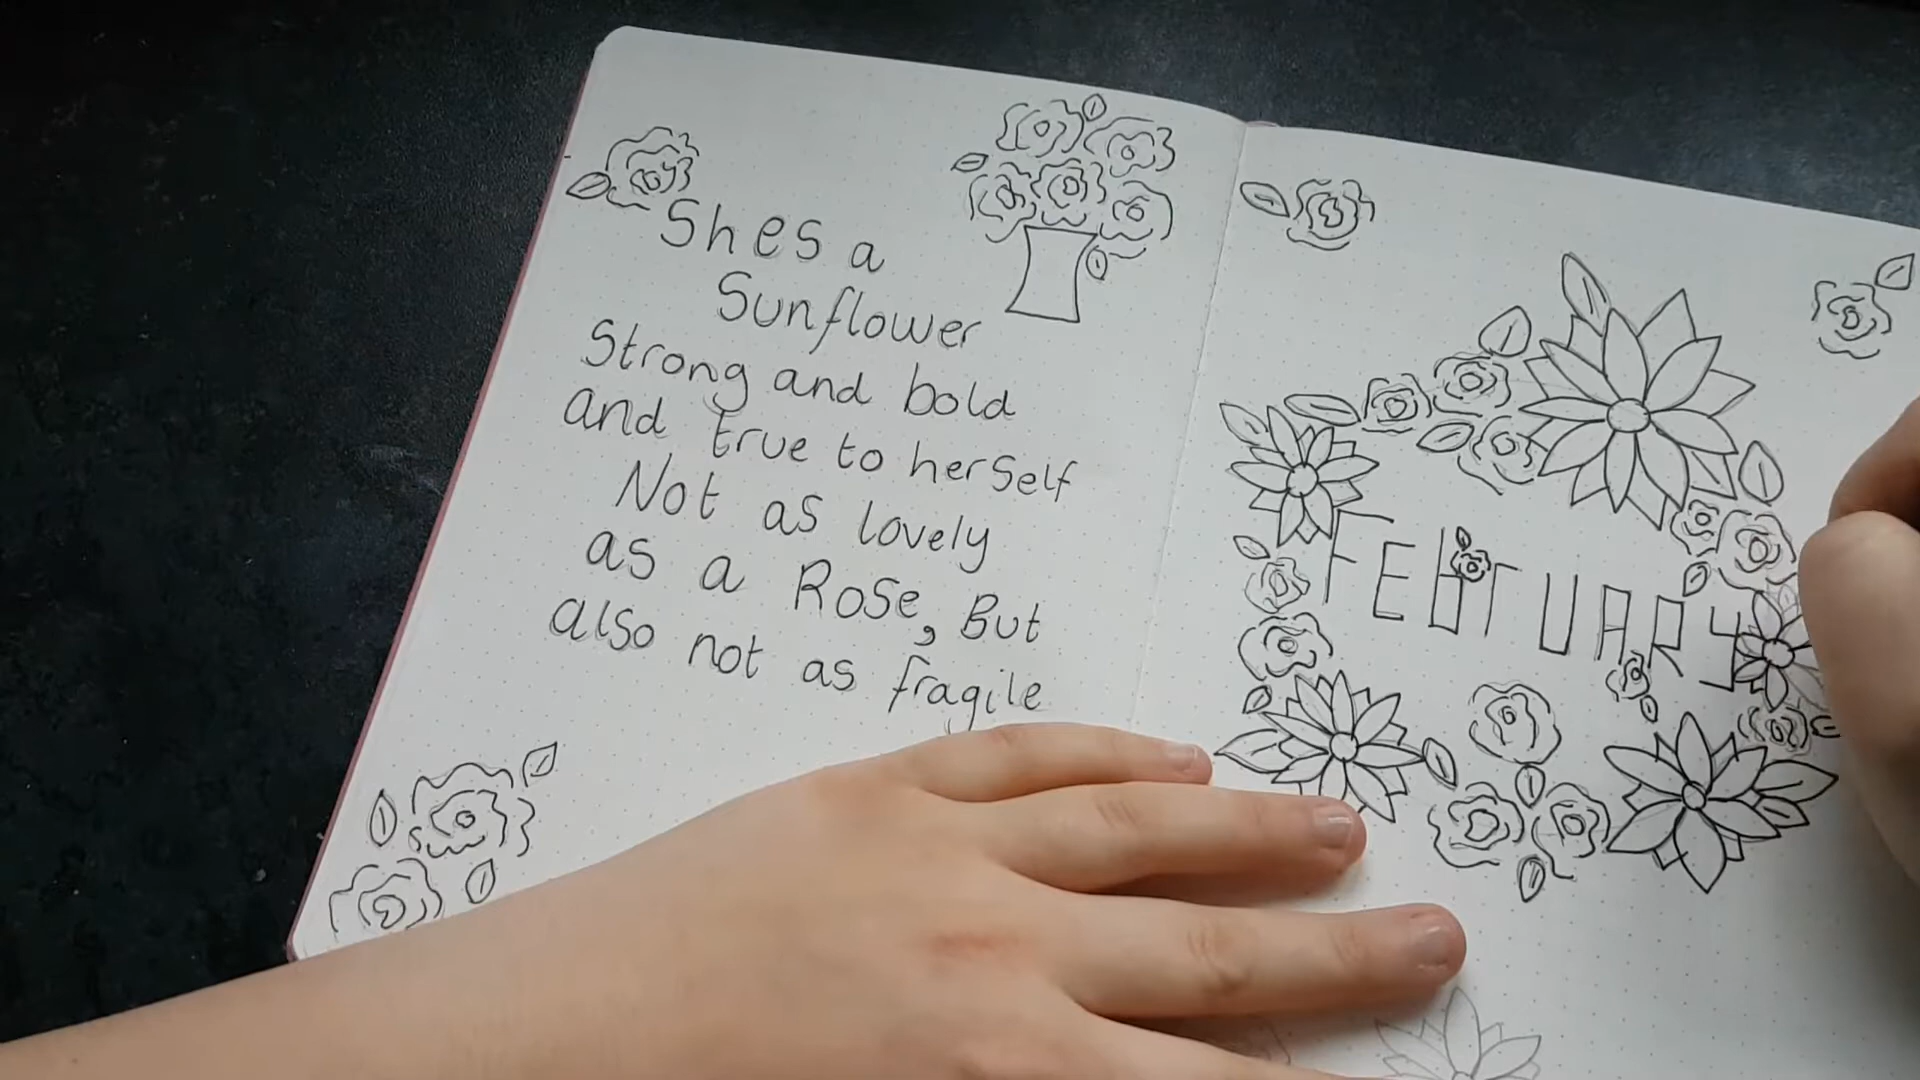 Shes a
Sunflower
Strong and bold
and true to herself
Not as lovely
as a Rose, But
also not as fragile
FEbrUARY